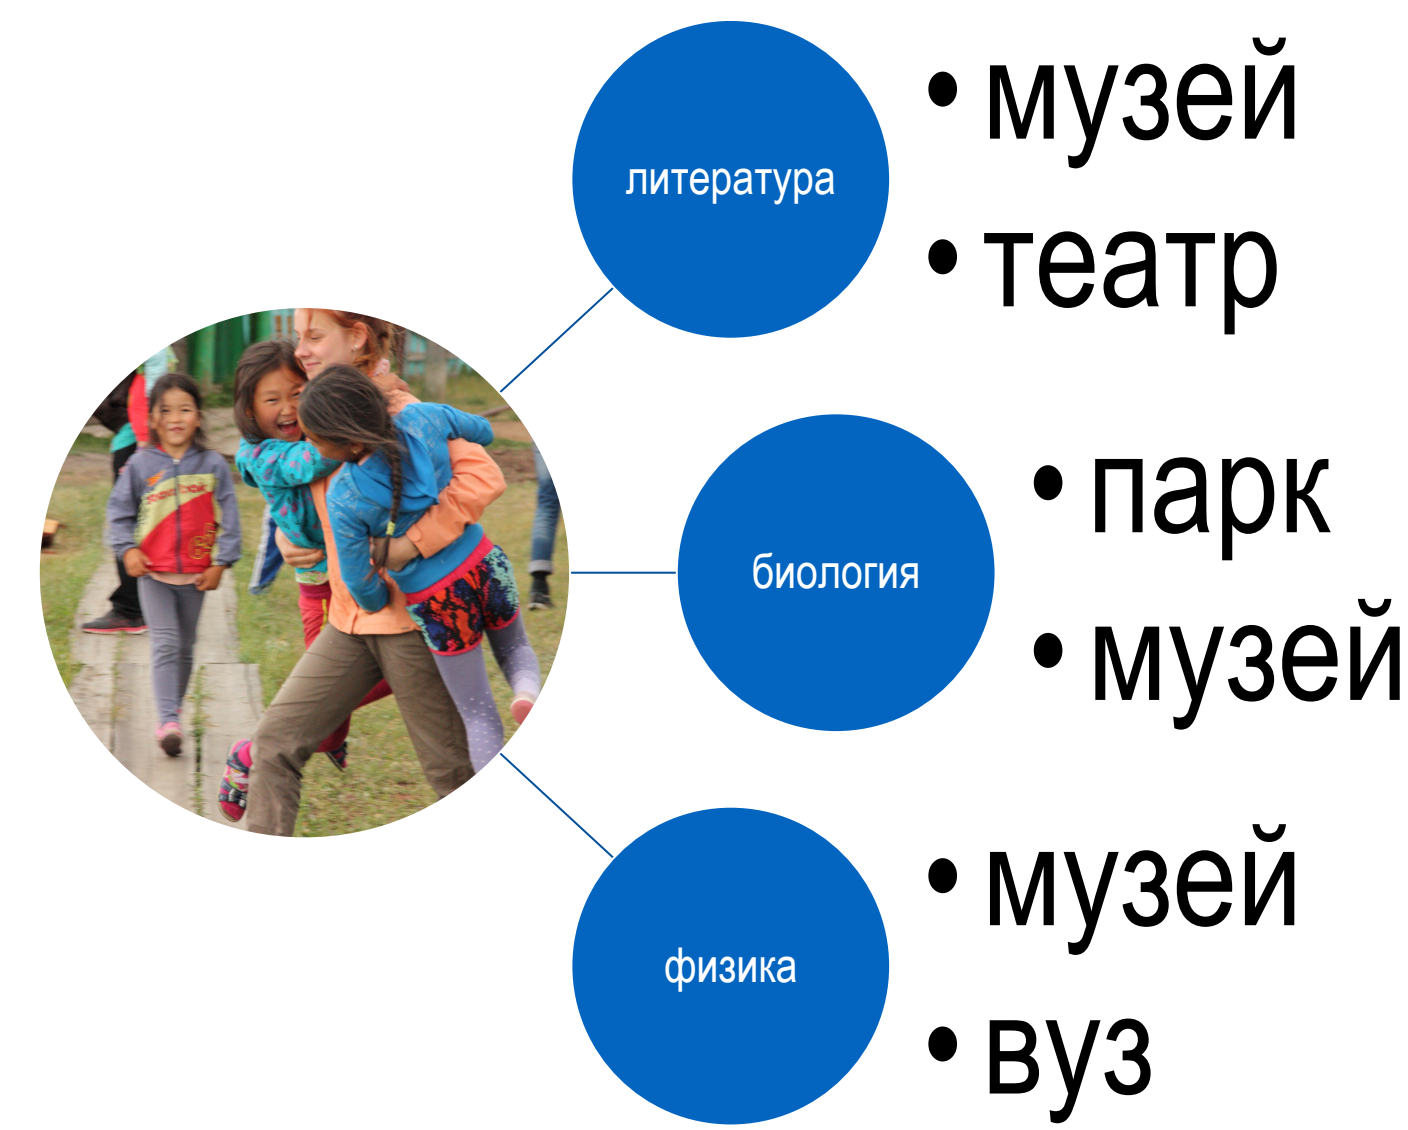 литература
• музей
• театр
биология
• парк
• музей
физика
• музей
• вуз